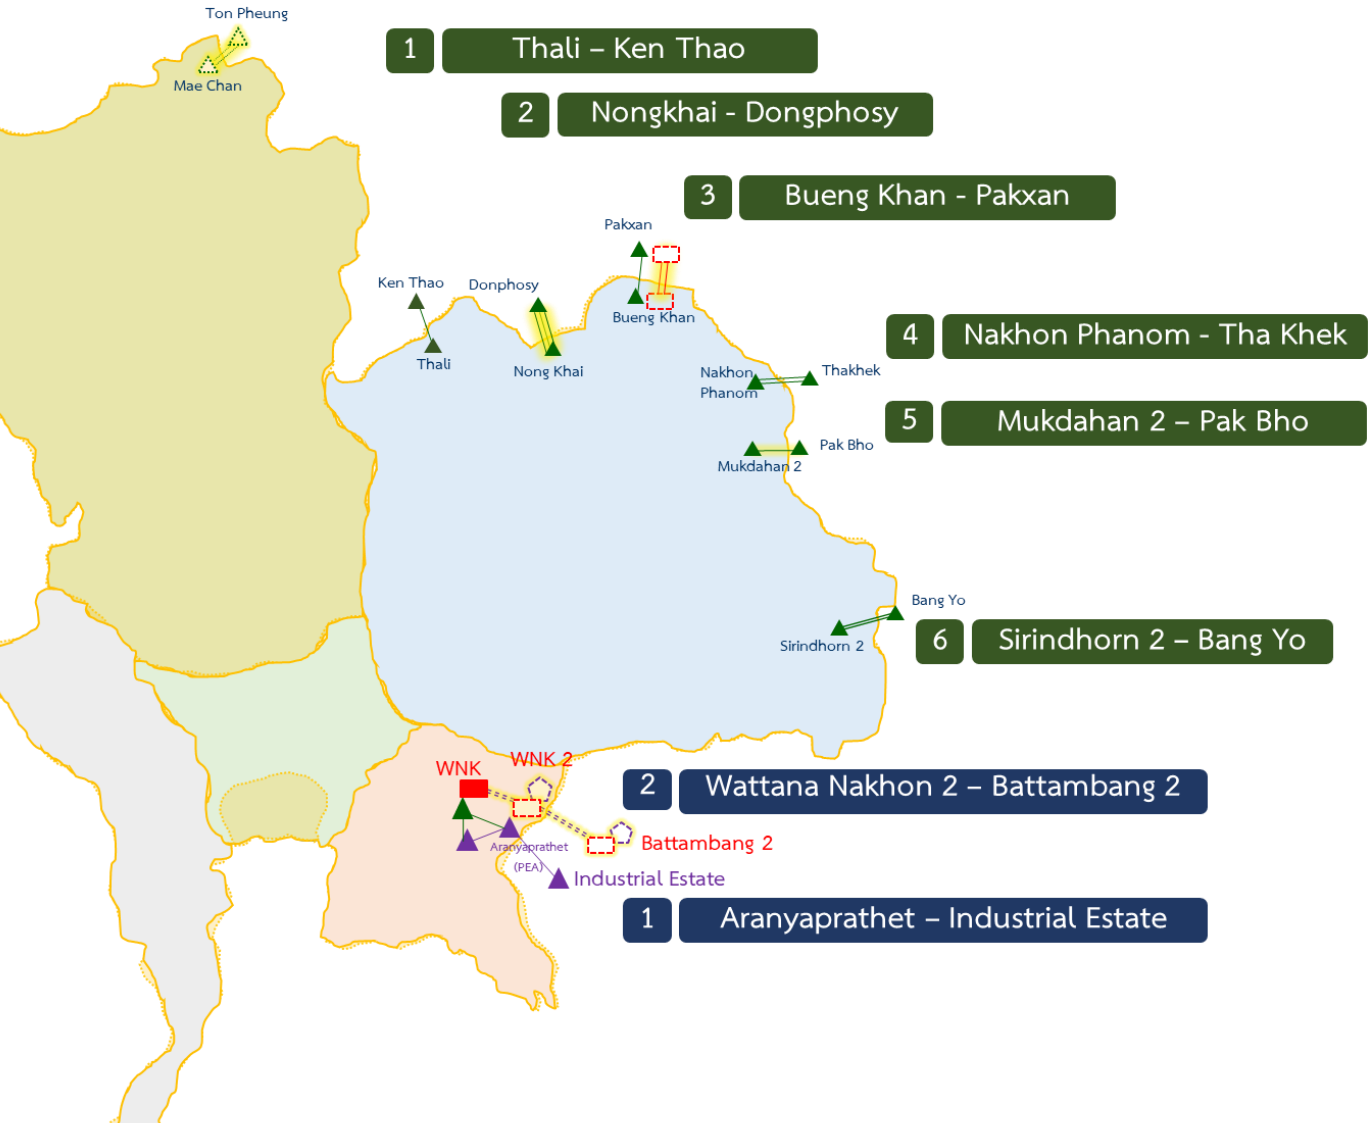 Ton Pheung
Mae Chan
1 Thali – Ken Thao
2 Nongkhai - Dongphosy
3 Bueng Khan - Pakxan
Pakxan
Ken Thao
Donphosy
Bueng Khan
Thali
Nong Khai
4 Nakhon Phanom - Tha Khek
Nakhon
Phanom
Thakhek
5 Mukdahan 2 – Pak Bho
Pak Bho
Mukdahan 2
Bang Yo
Sirindhorn 2
6 Sirindhorn 2 – Bang Yo
WNK
WNK 2
2 Wattana Nakhon 2 – Battambang 2
Battambang 2
Aranyaprathet
(PEA)
Industrial Estate
1 Aranyaprathet – Industrial Estate